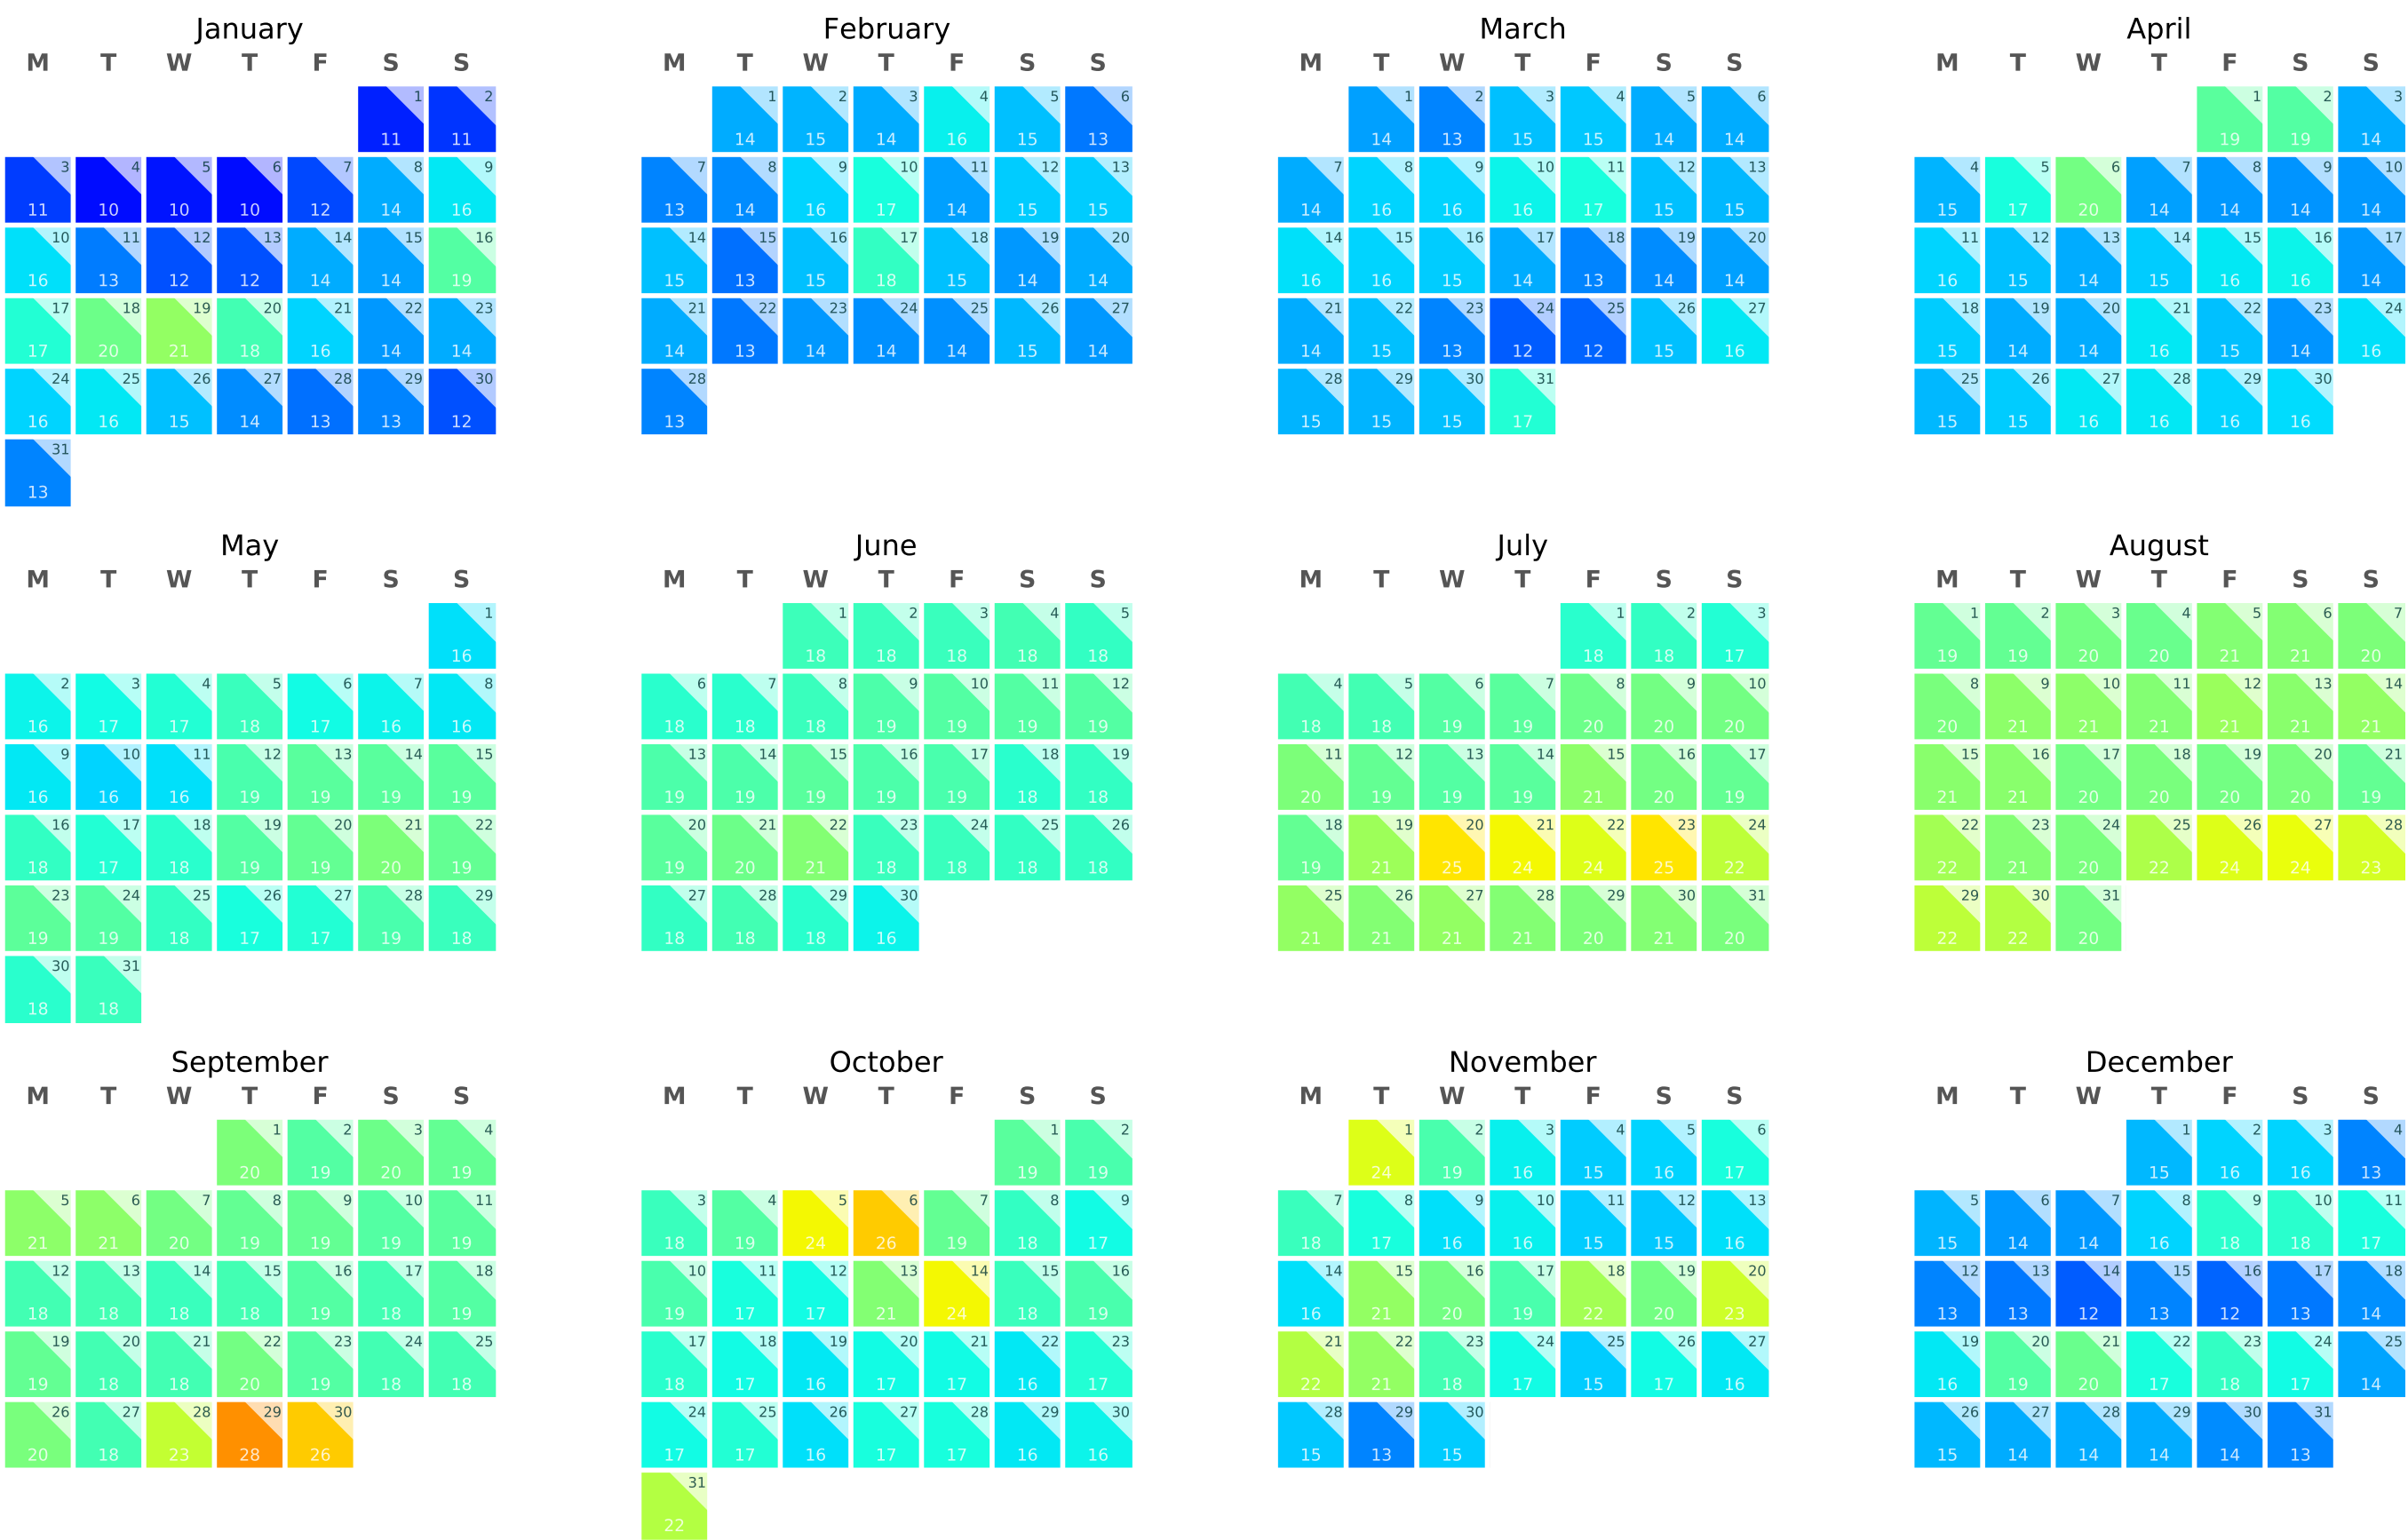 January February March April
M T W T F S S M T W T F S S M T W T F S S M T W T F S S
1 2 1 2 3 4 5 6 1 2 3 4 5 6 1 2 3
11 11 14 15 14 16 15 13 14 13 15 15 14 14 19 19 14
3 4 5 6 7 8 9 7 8 9 10 11 12 13 7 8 9 10 11 12 13 4 5 6 7 8 9 10
11 10 10 10 12 14 16 13 14 16 17 14 15 15 14 16 16 16 17 15 15 15 17 20 14 14 14 14
10 11 12 13 14 15 16 14 15 16 17 18 19 20 14 15 16 17 18 19 20 11 12 13 14 15 16 17
16 13 12 12 14 14 19 15 13 15 18 15 14 14 16 16 15 14 13 14 14 16 15 14 15 16 16 14
17 18 19 20 21 22 23 21 22 23 24 25 26 27 21 22 23 24 25 26 27 18 19 20 21 22 23 24
17 20 21 18 16 14 14 14 13 14 14 14 15 14 14 15 13 12 12 15 16 15 14 14 16 15 14 16
24 25 26 27 28 29 30 28 28 29 30 31 25 26 27 28 29 30
16 16 15 14 13 13 12 13 15 15 15 17 15 15 16 16 16 16
31
13
May June July August
M T W T F S S M T W T F S S M T W T F S S M T W T F S S
1 1 2 3 4 5 1 2 3 1 2 3 4 5 6 7
16 18 18 18 18 18 18 18 17 19 19 20 20 21 21 20
2 3 4 5 6 7 8 6 7 8 9 10 11 12 4 5 6 7 8 9 10 8 9 10 11 12 13 14
16 17 17 18 17 16 16 18 18 18 19 19 19 19 18 18 19 19 20 20 20 20 21 21 21 21 21 21
9 10 11 12 13 14 15 13 14 15 16 17 18 19 11 12 13 14 15 16 17 15 16 17 18 19 20 21
16 16 16 19 19 19 19 19 19 19 19 19 18 18 20 19 19 19 21 20 19 21 21 20 20 20 20 19
16 17 18 19 20 21 22 20 21 22 23 24 25 26 18 19 20 21 22 23 24 22 23 24 25 26 27 28
18 17 18 19 19 20 19 19 20 21 18 18 18 18 19 21 25 24 24 25 22 22 21 20 22 24 24 23
23 24 25 26 27 28 29 27 28 29 30 25 26 27 28 29 30 31 29 30 31
19 19 18 17 17 19 18 18 18 18 16 21 21 21 21 20 21 20 22 22 20
30 31
18 18
September October November December
M T W T F S S M T W T F S S M T W T F S S M T W T F S S
1 2 3 4 1 2 1 2 3 4 5 6 1 2 3 4
20 19 20 19 19 19 24 19 16 15 16 17 15 16 16 13
5 6 7 8 9 10 11 3 4 5 6 7 8 9 7 8 9 10 11 12 13 5 6 7 8 9 10 11
21 21 20 19 19 19 19 18 19 24 26 19 18 17 18 17 16 16 15 15 16 15 14 14 16 18 18 17
12 13 14 15 16 17 18 10 11 12 13 14 15 16 14 15 16 17 18 19 20 12 13 14 15 16 17 18
18 18 18 18 19 18 19 19 17 17 21 24 18 19 16 21 20 19 22 20 23 13 13 12 13 12 13 14
19 20 21 22 23 24 25 17 18 19 20 21 22 23 21 22 23 24 25 26 27 19 20 21 22 23 24 25
19 18 18 20 19 18 18 18 17 16 17 17 16 17 22 21 18 17 15 17 16 16 19 20 17 18 17 14
26 27 28 29 30 24 25 26 27 28 29 30 28 29 30 26 27 28 29 30 31
20 18 23 28 26 17 17 16 17 17 16 16 15 13 15 15 14 14 14 14 13
31
22